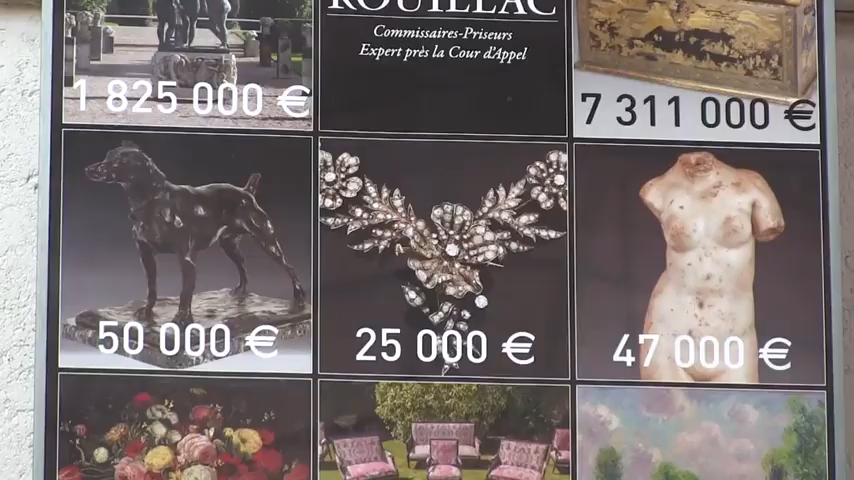 ROUILLAC
Commissaires-Priseurs
Expert près la Cour d'Appel
1 825 000 €
7 311 000 €
50 000 €
25 000 €
47 000 €